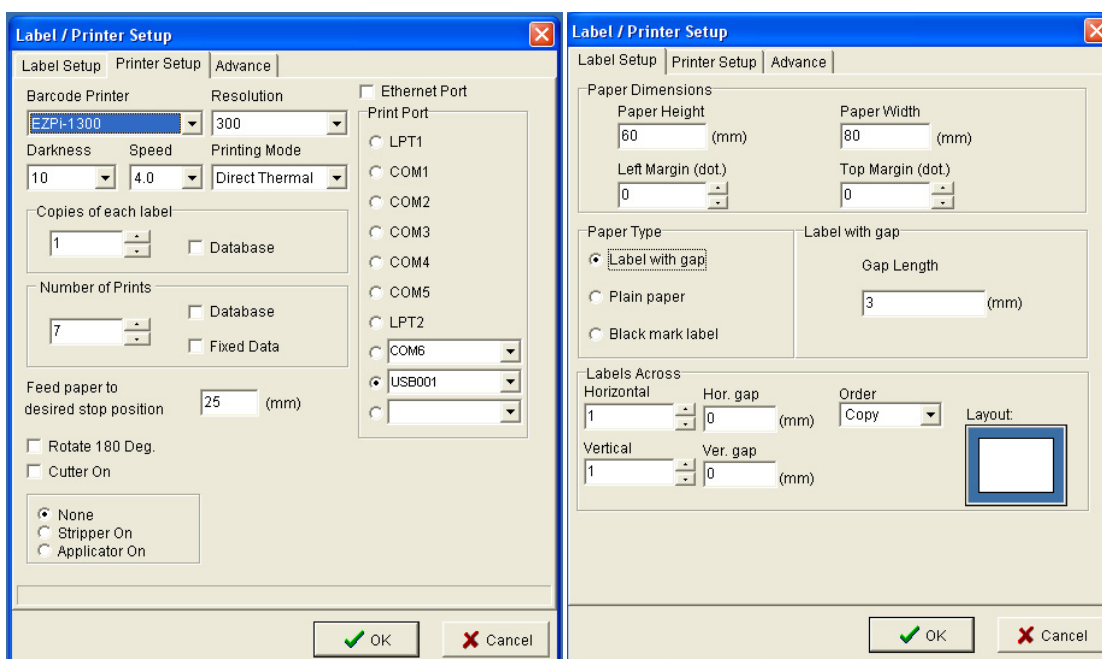 Label / Printer Setup
Label Setup Printer Setup Advance
Barcode Printer Resolution
EZPi-1300 300
Darkness Speed Printing Mode
10 4.0 Direct Thermal
Copies of each label
1 Database
Number of Prints
7
Database
Fixed Data
Feed paper to
desired stop position 25 (mm)
Rotate 180 Deg.
Cutter On
None
Stripper On
Applicator On
Ethernet Port
Print Port
LPT1
COM1
COM2
COM3
COM4
COM5
LPT2
COM6
USB001
OK Cancel
Label / Printer Setup
Label Setup Printer Setup Advance
Paper Dimensions
Paper Height Paper Width
60 (mm) 80 (mm)
Left Margin (dot.) Top Margin (dot.)
0 0
Paper Type
Label with gap
Plain paper
Black mark label
Label with gap
Gap Length
3 (mm)
Labels Across
Horizontal Hor. gap Order
1 0 (mm) Copy Layout:
Vertical Ver. gap
1 0 (mm)
OK Cancel